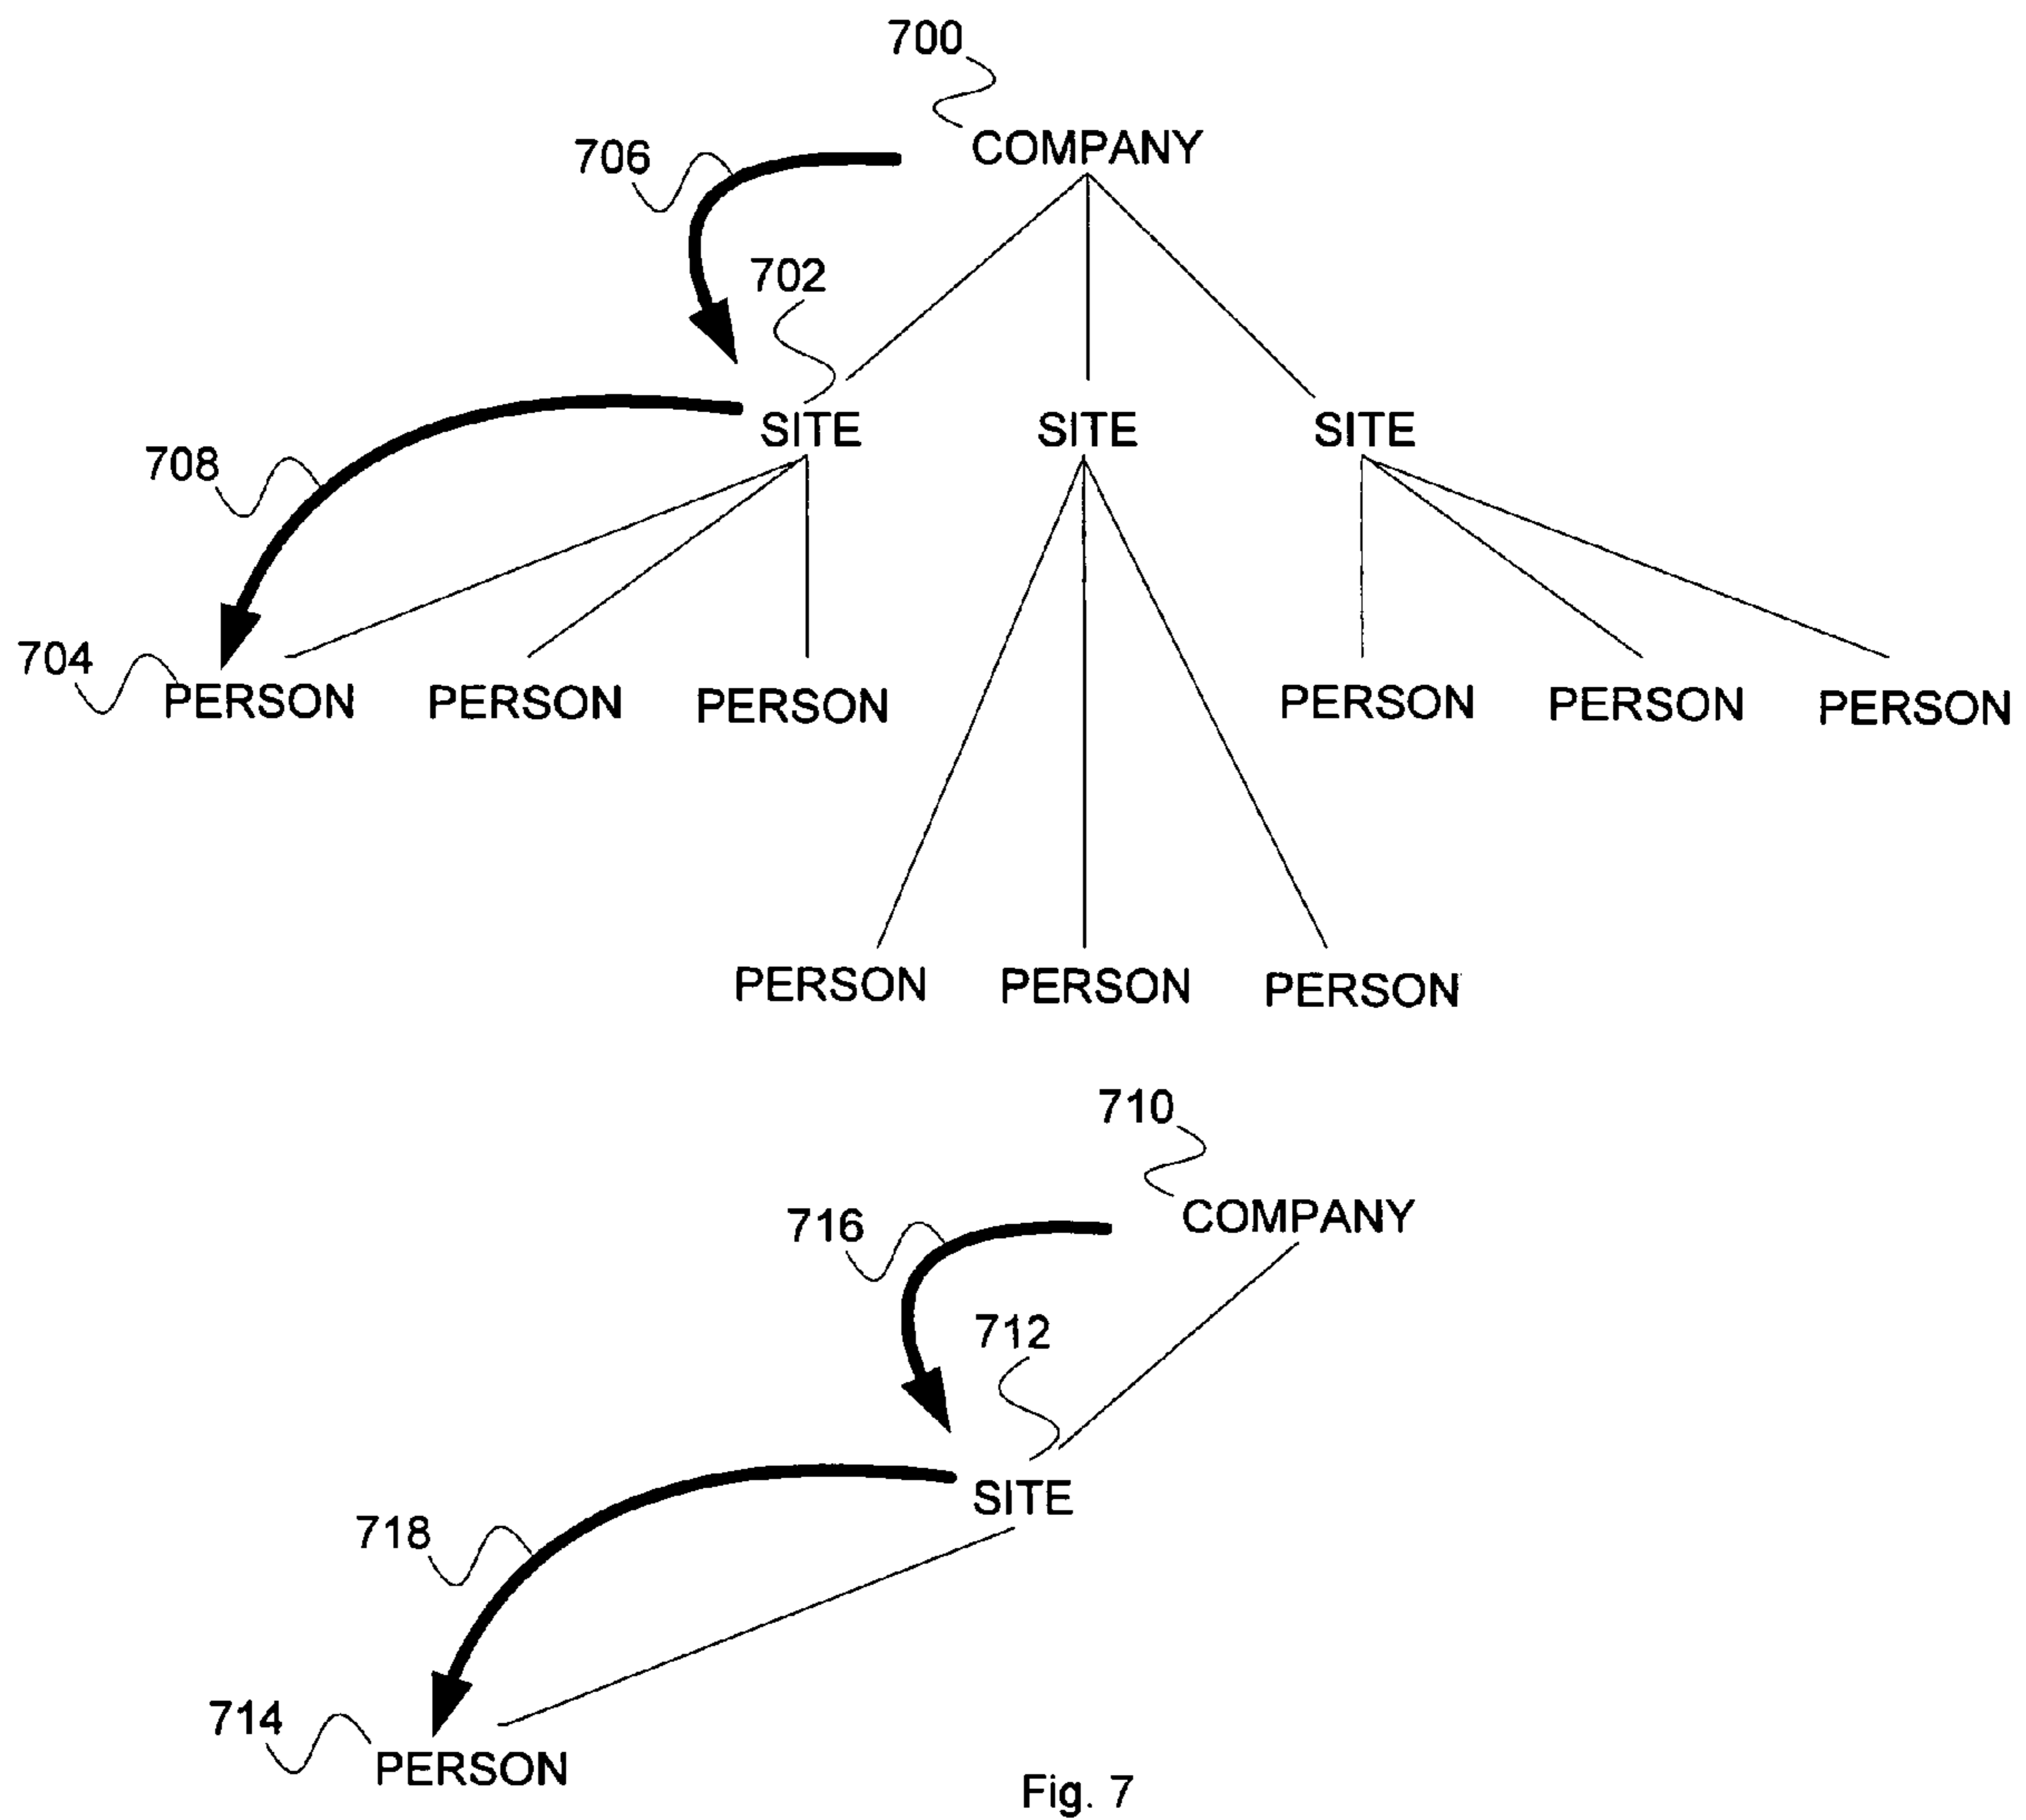 700
COMPANY
706
702
SITE SITE SITE
708
704
PERSON PERSON PERSON PERSON PERSON PERSON
PERSON PERSON PERSON
710
COMPANY
716
712
SITE
718
714
PERSON
Fig. 7